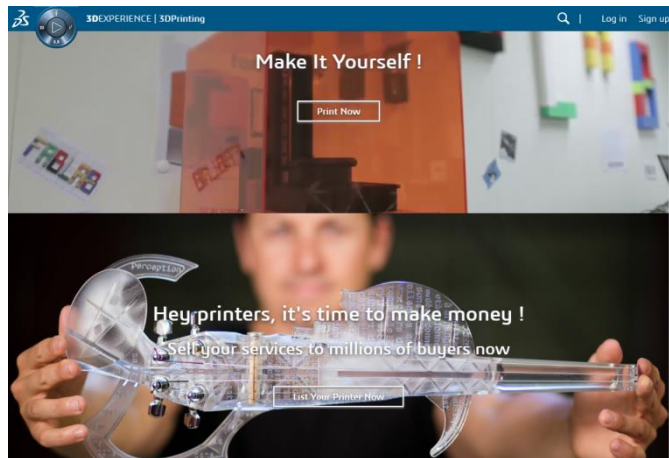 3DEXPERIENCE | 3DPrinting
Log in
Sign up
Make It Yourself !
Print Now
FABLAB
Perception
Hey printers, it's time to make money !
Sell your services to millions of buyers now
List Your Printer Now